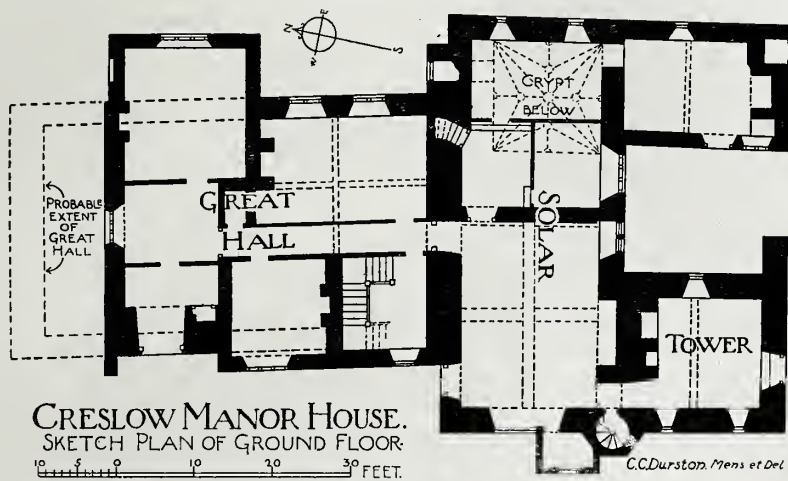 N
E
S
W
CRYPT
BELOW
PROBABLE
EXTENT
OF
GREAT
HALL
GREAT
HALL
SOLAR
TOWER
CRESLOW MANOR HOUSE.
SKETCH PLAN OF GROUND FLOOR.
10 5 0 10 20 30 FEET.
C.C.Durston. Mens et Del